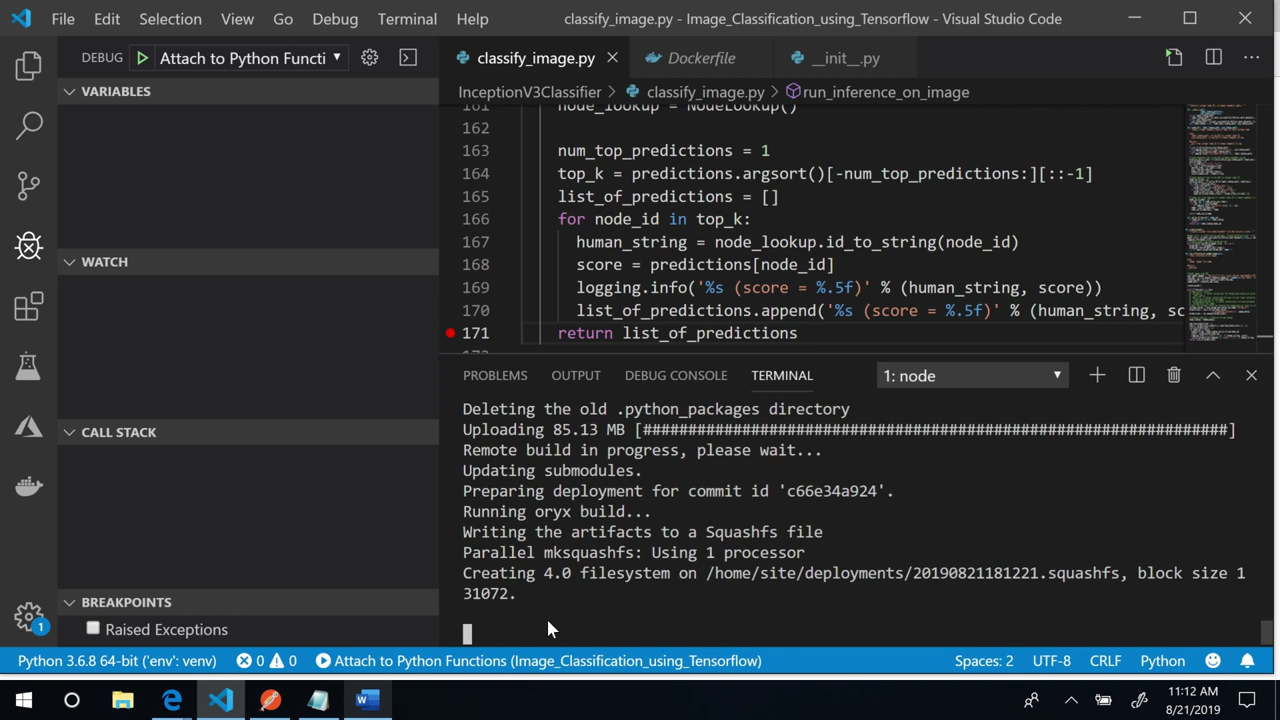 File Edit Selection View Go Debug Terminal Help classify_image.py - Image_Classification_using_Tensorflow - Visual Studio Code
DEBUG Attach to Python Functi
classify_image.py Dockerfile __init__.py
VARIABLES
InceptionV3Classifier > classify_image.py > run_inference_on_image
161 node_lookup = NodeLookup()
162
163 num_top_predictions = 1
164 top_k = predictions.argsort()[-num_top_predictions:][::-1]
165 list_of_predictions = []
166 for node_id in top_k:
167 human_string = node_lookup.id_to_string(node_id)
168 score = predictions[node_id]
169 logging.info('%s (score = %.5f)' % (human_string, score))
170 list_of_predictions.append('%s (score = %.5f)' % (human_string, sc
171 return list_of_predictions
WATCH
PROBLEMS OUTPUT DEBUG CONSOLE TERMINAL 1: node
Deleting the old .python_packages directory
Uploading 85.13 MB [#################################################################]
Remote build in progress, please wait...
Updating submodules.
Preparing deployment for commit id 'c66e34a924'.
Running oryx build...
Writing the artifacts to a Squashfs file
Parallel mksquashfs: Using 1 processor
Creating 4.0 filesystem on /home/site/deployments/20190821181221.squashfs, block size 1
31072.
CALL STACK
BREAKPOINTS
Raised Exceptions
1
Python 3.6.8 64-bit ('env': venv) 0 0 Attach to Python Functions (Image_Classification_using_Tensorflow) Spaces: 2 UTF-8 CRLF Python
11:12 AM
8/21/2019